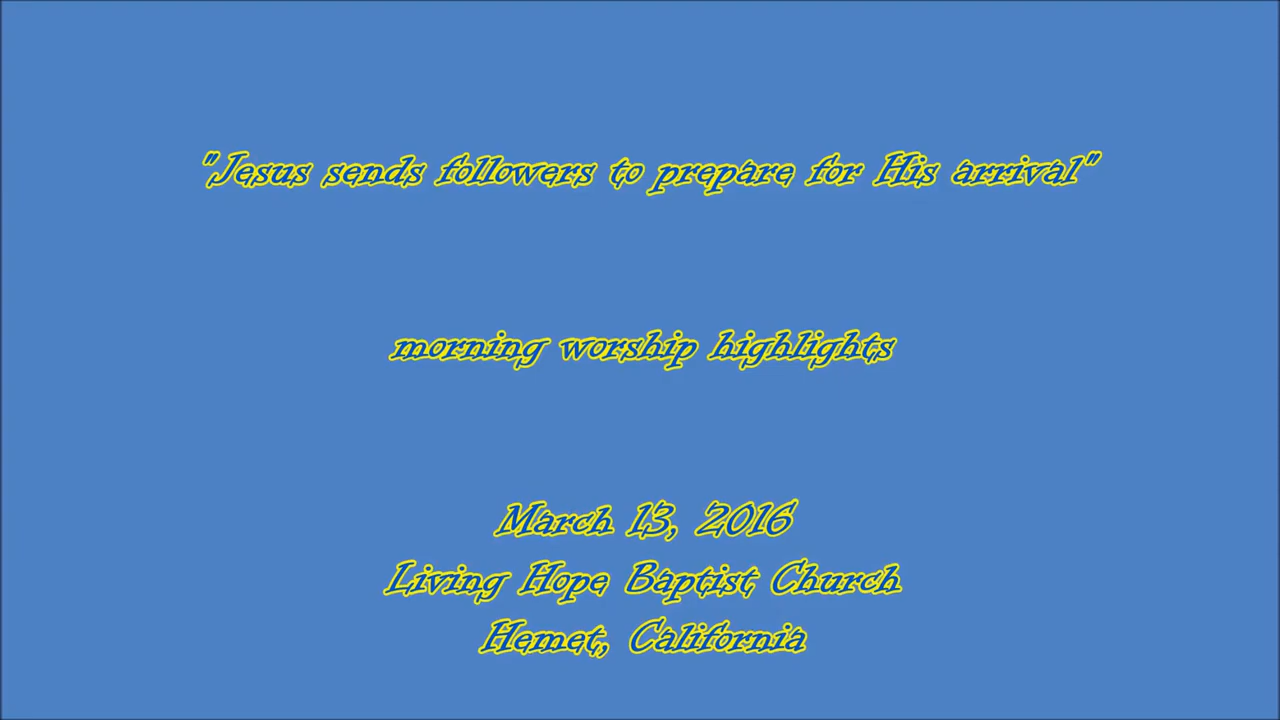 "Jesus sends followers to prepare for His arrival"
morning worship highlights
March 13, 2016
Living Hope Baptist Church
Hemet, California